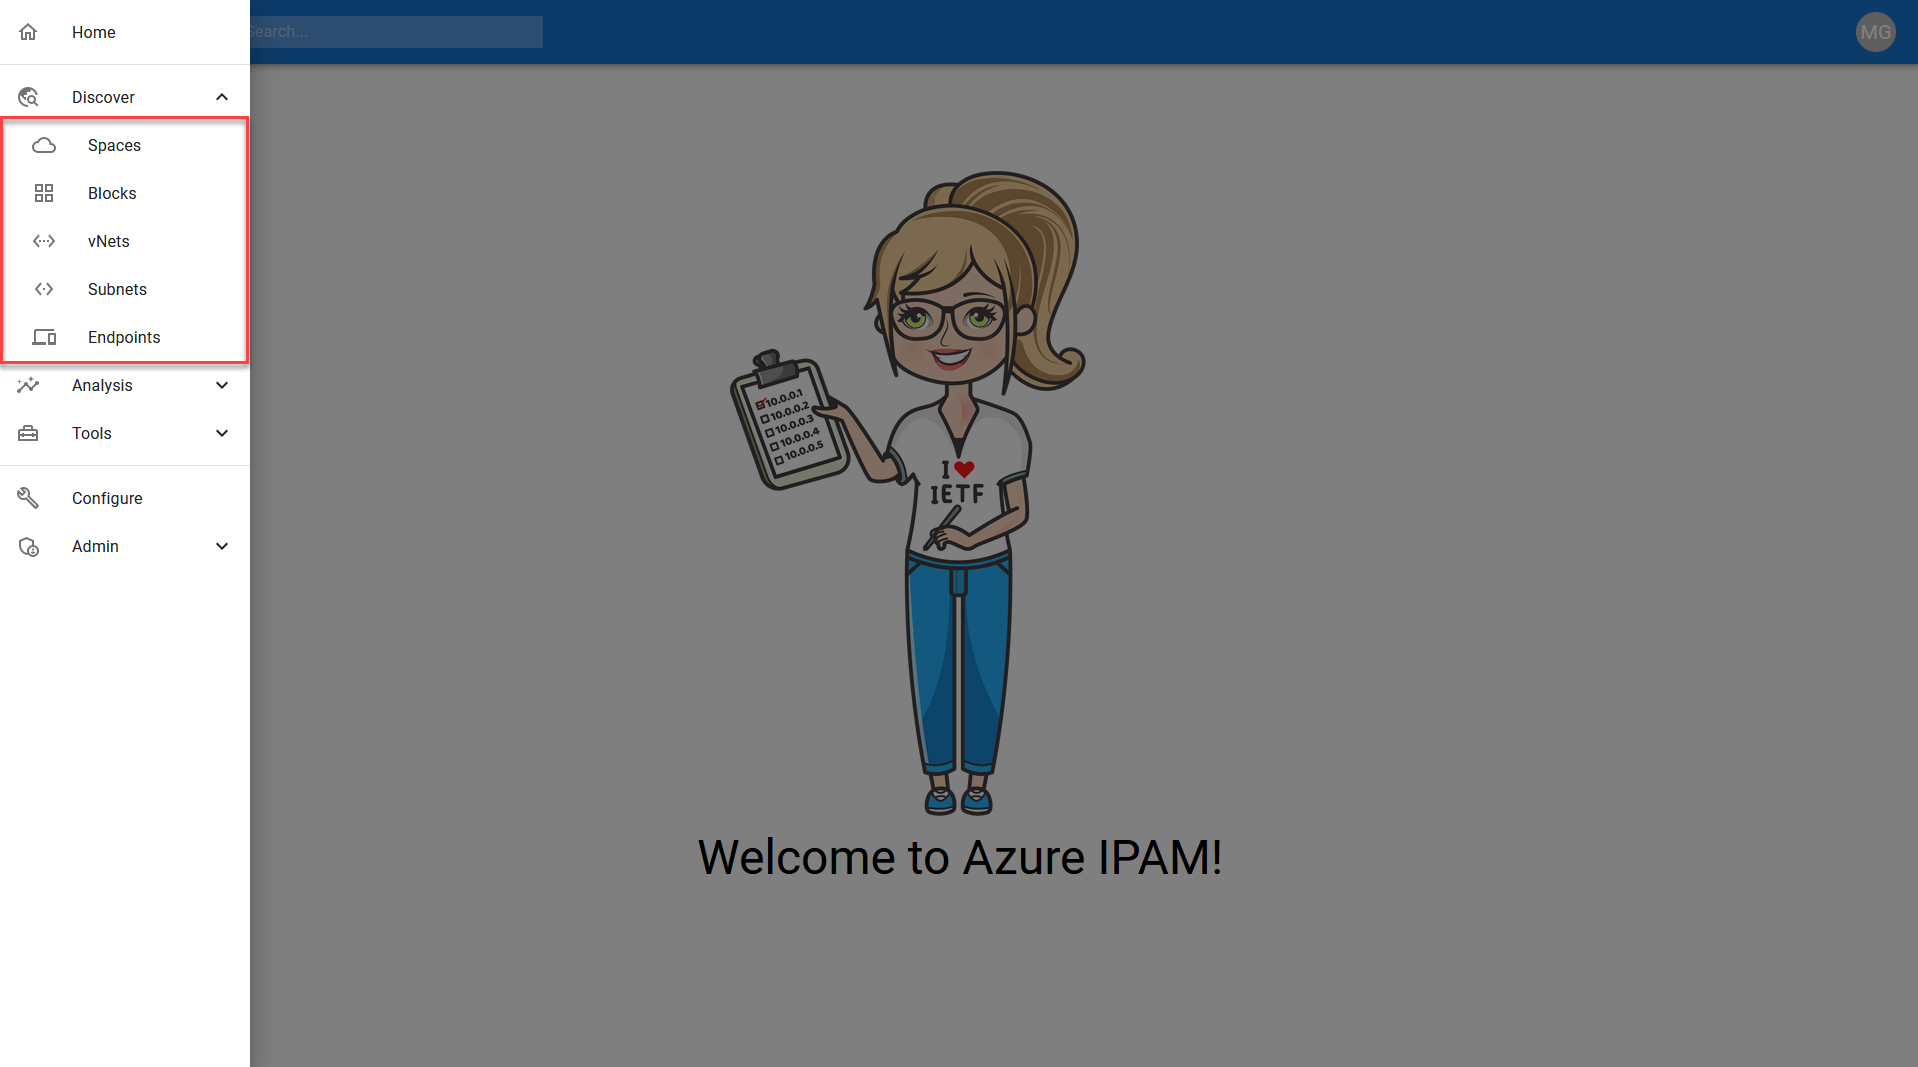 Home
Search...
MG
Discover
Spaces
Blocks
vNets
Subnets
Endpoints
Analysis
Tools
Configure
Admin
10.0.0.1
10.0.0.2
10.0.0.3
10.0.0.4
10.0.0.5
I
IETF
Welcome to Azure IPAM!